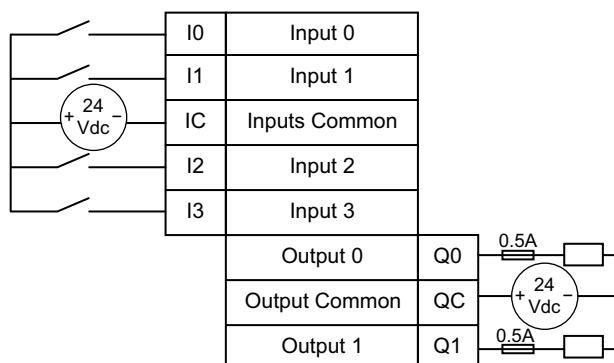 I0 Input 0
I1 Input 1
+ 24 Vdc −
IC Inputs Common
I2 Input 2
I3 Input 3
Output 0 Q0
0.5A
Output Common QC
+ 24 Vdc −
Output 1 Q1
0.5A